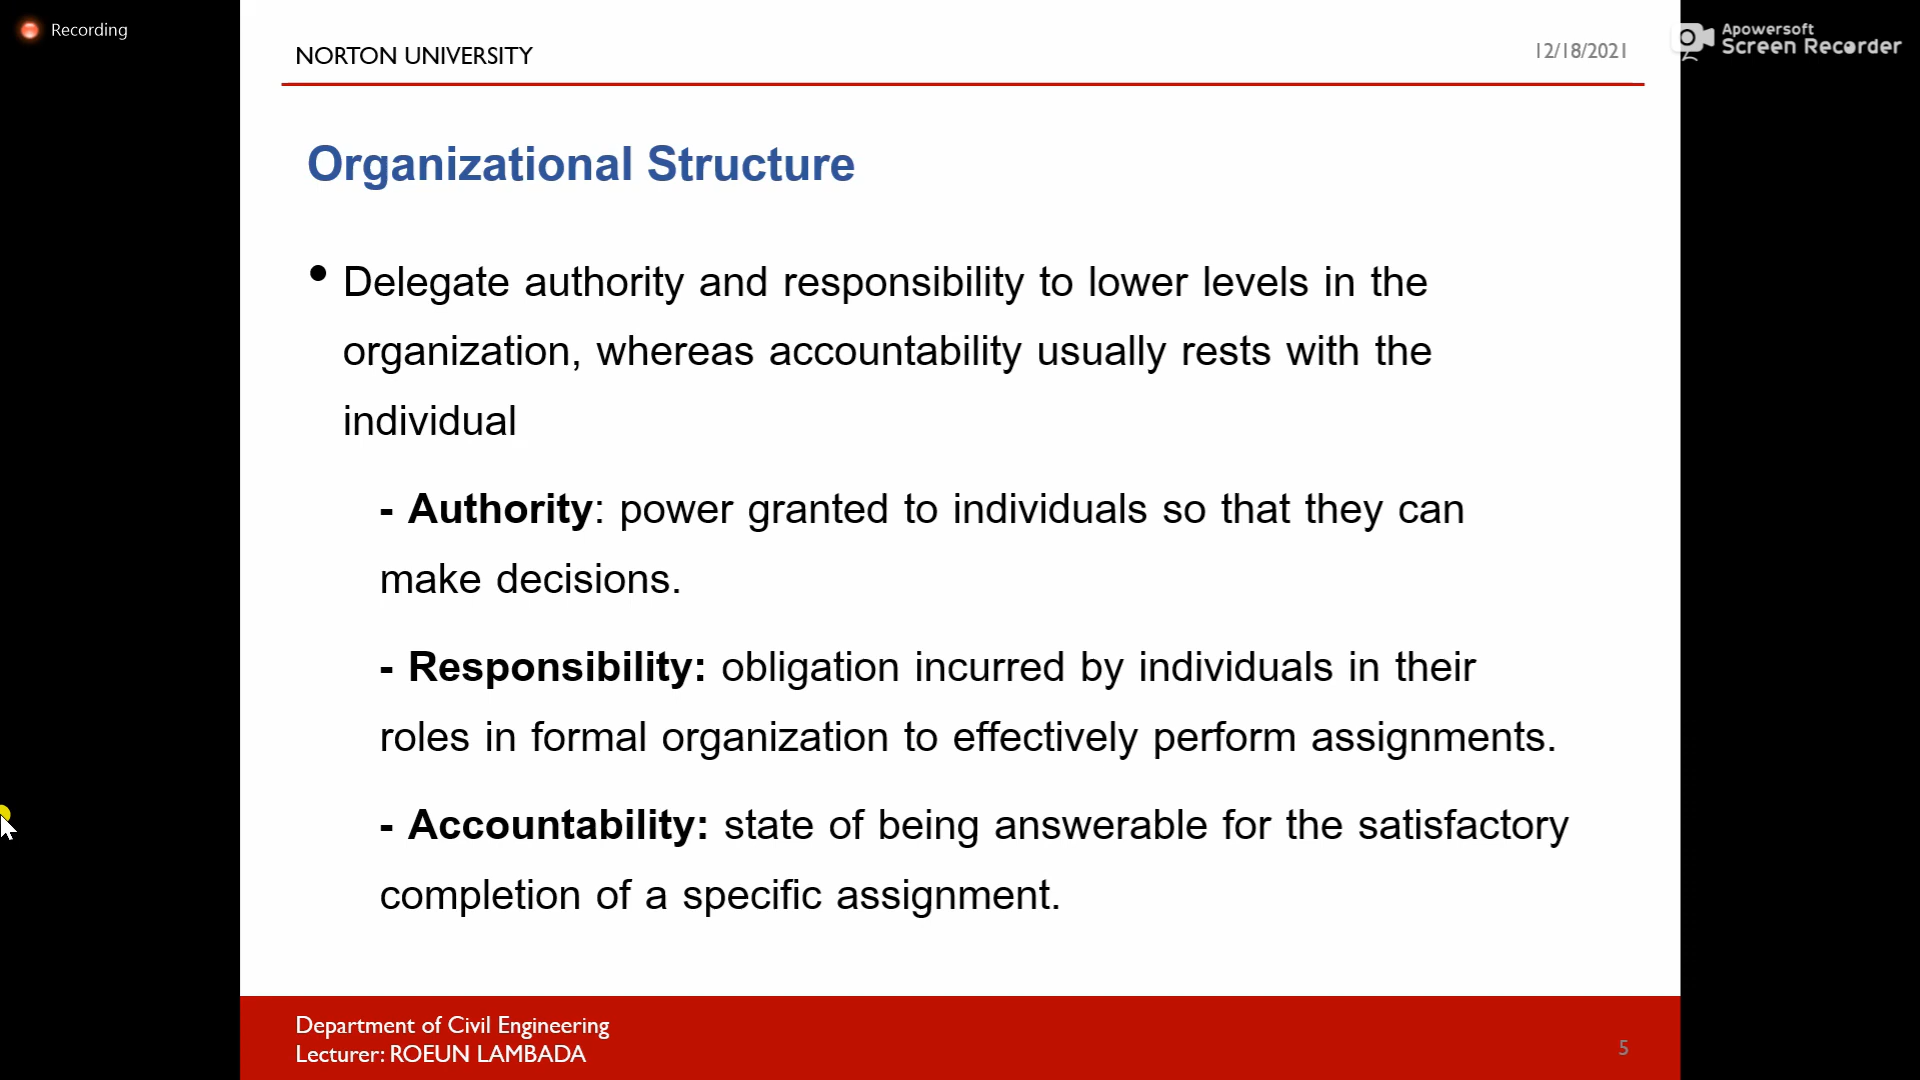 Recording
Apowersoft
Screen Recorder
NORTON UNIVERSITY
12/18/2021
Organizational Structure
• Delegate authority and responsibility to lower levels in the
organization, whereas accountability usually rests with the
individual
- Authority: power granted to individuals so that they can
make decisions.
- Responsibility: obligation incurred by individuals in their
roles in formal organization to effectively perform assignments.
- Accountability: state of being answerable for the satisfactory
completion of a specific assignment.
Department of Civil Engineering
Lecturer: ROEUN LAMBADA
5